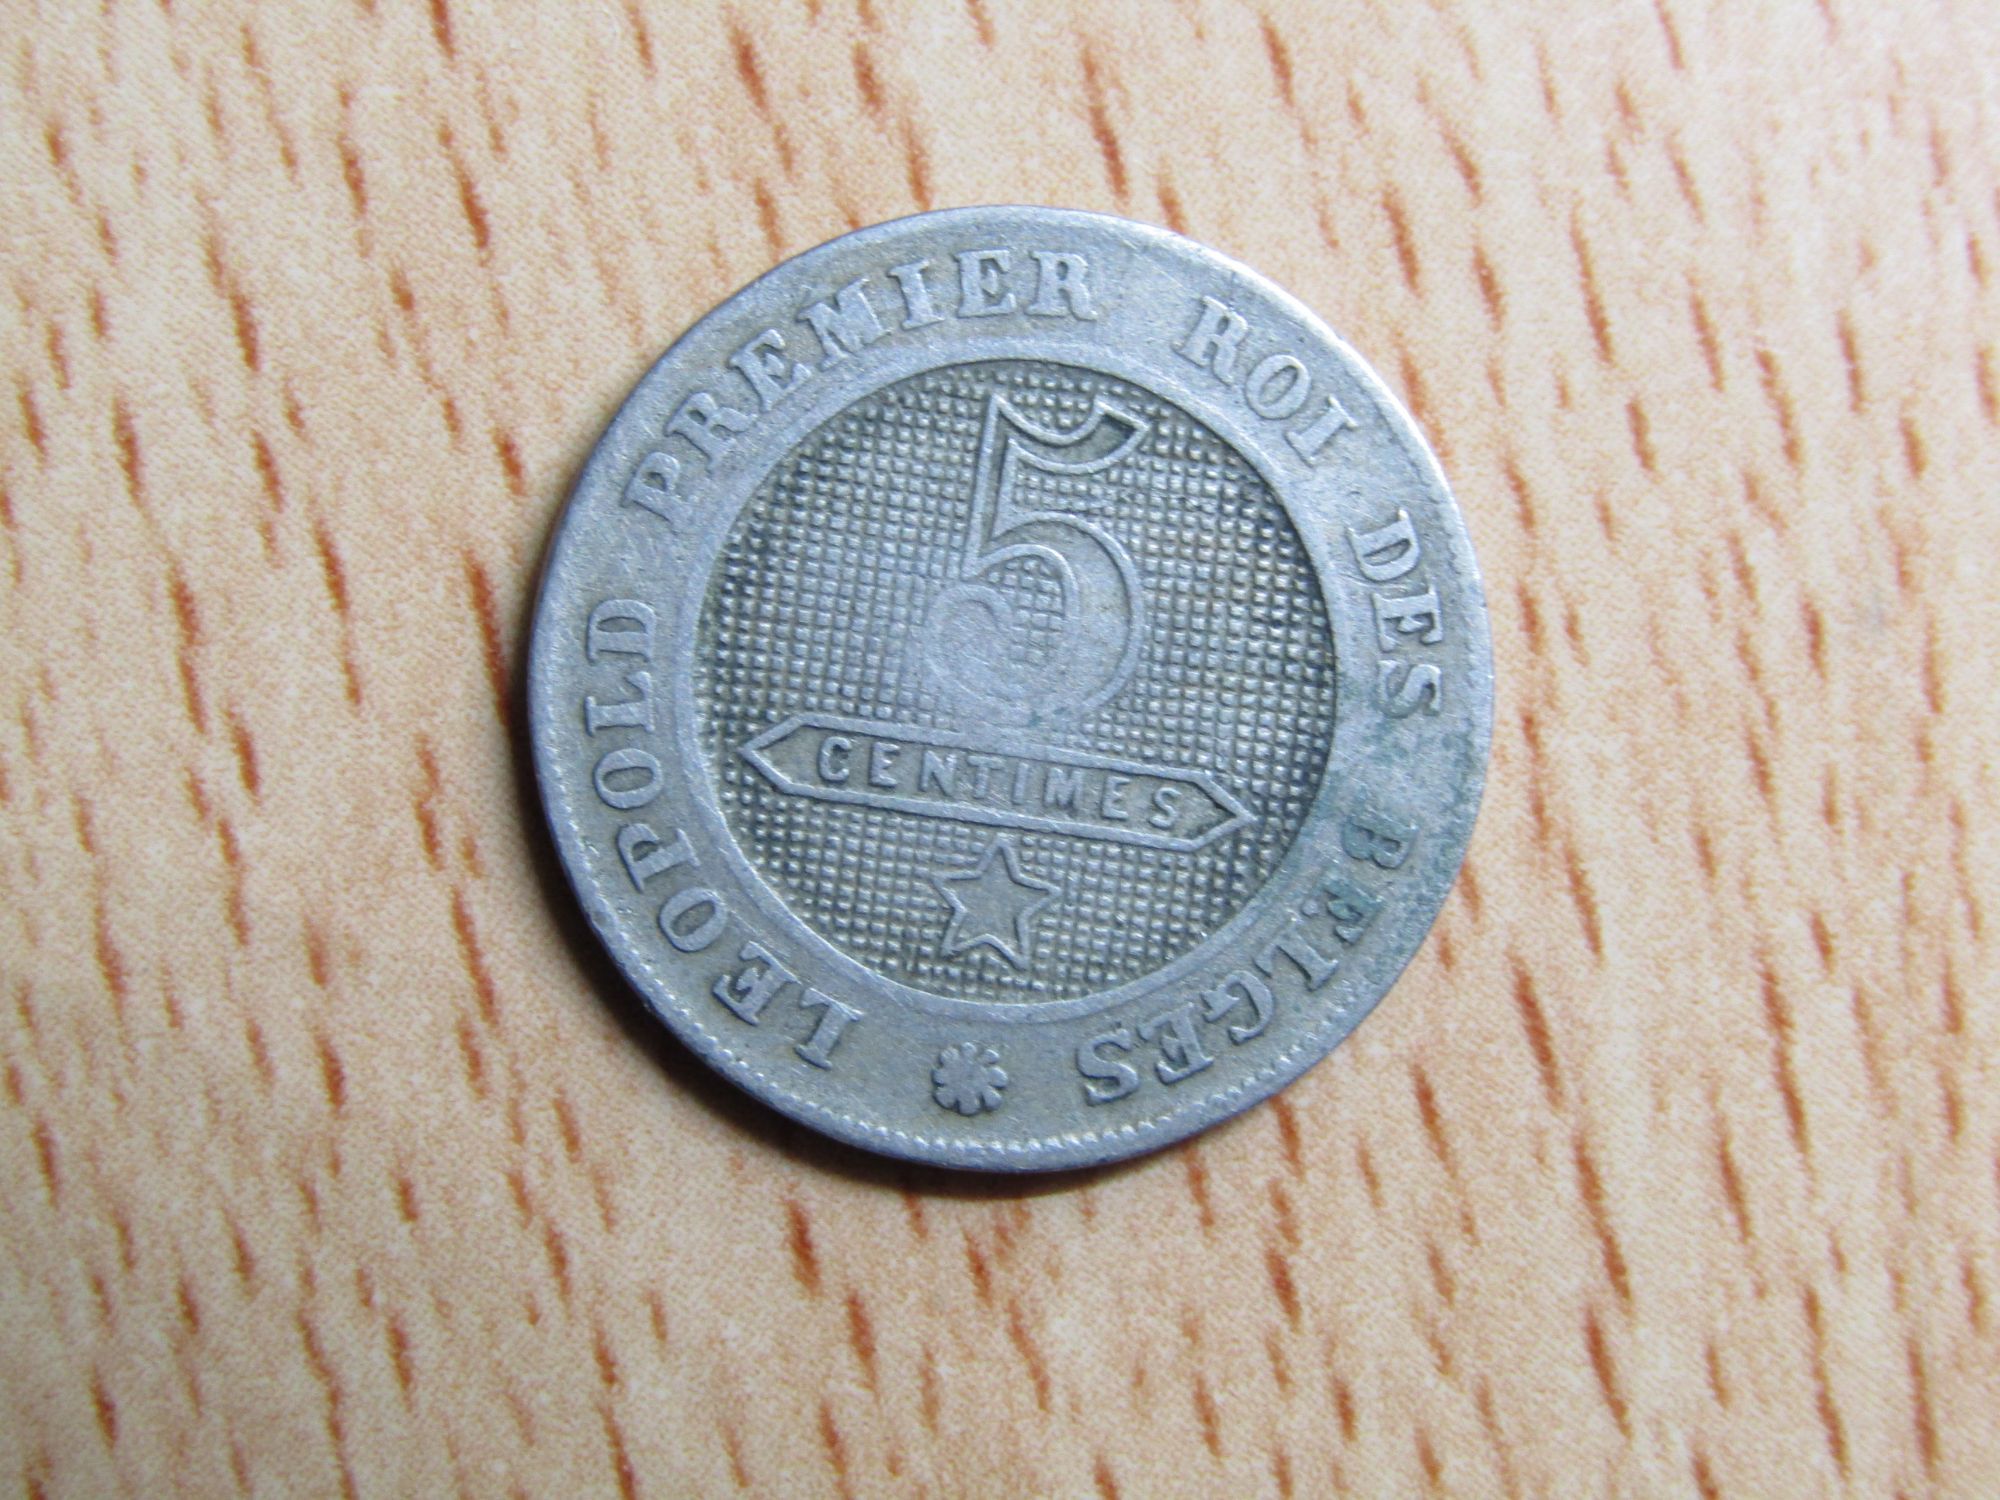 LEOPOLD PREMIER ROI DES BELGES
5
CENTIMES